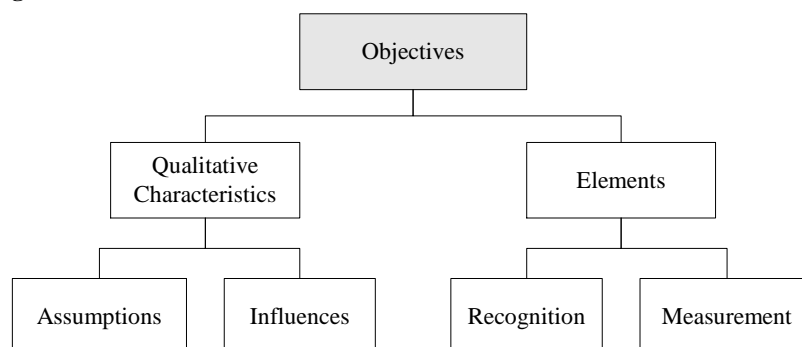 Objectives
Qualitative
Characteristics
Elements
Assumptions
Influences
Recognition
Measurement